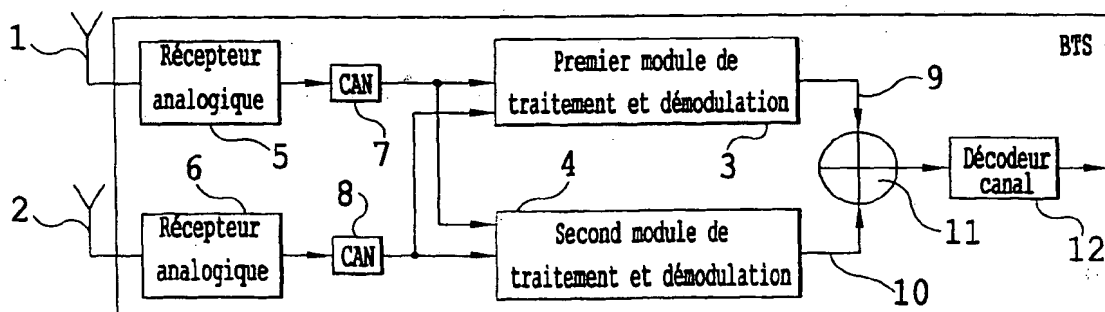 1
Récepteur
analogique
5
CAN
7
Premier module de
traitement et démodulation
3
9
BTS
2
6
Récepteur
analogique
8
CAN
4
Second module de
traitement et démodulation
10
11
Décodeur
canal
12